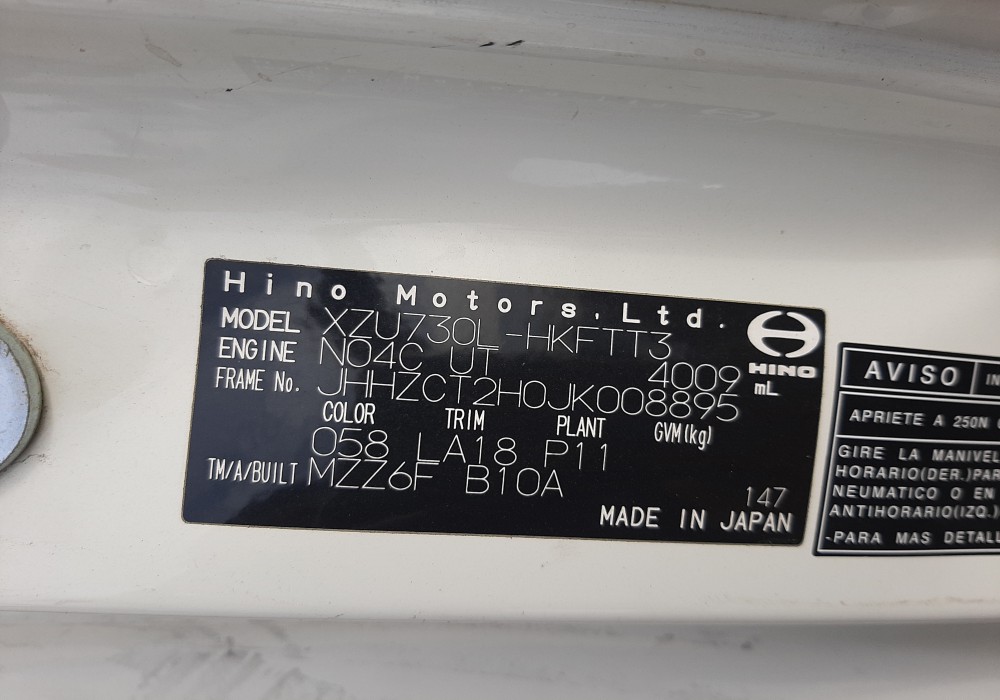 Hino Motors, Ltd.
MODEL XZU730L-HKFTT3
ENGINE N04C UT 4009 mL
FRAME No. JHHZCT2H0JK008895
COLOR TRIM PLANT GVM(kg)
058 LA18 P11
TM/A/BUILT MZZ6F B10A
147
MADE IN JAPAN
HINO
AVISO
APRIETE A 250N
GIRE LA MANIVEL
HORARIO(DER.)PAR
NEUMATICO O EN
ANTIHORARIO(IZQ.)
-PARA MAS DETALL